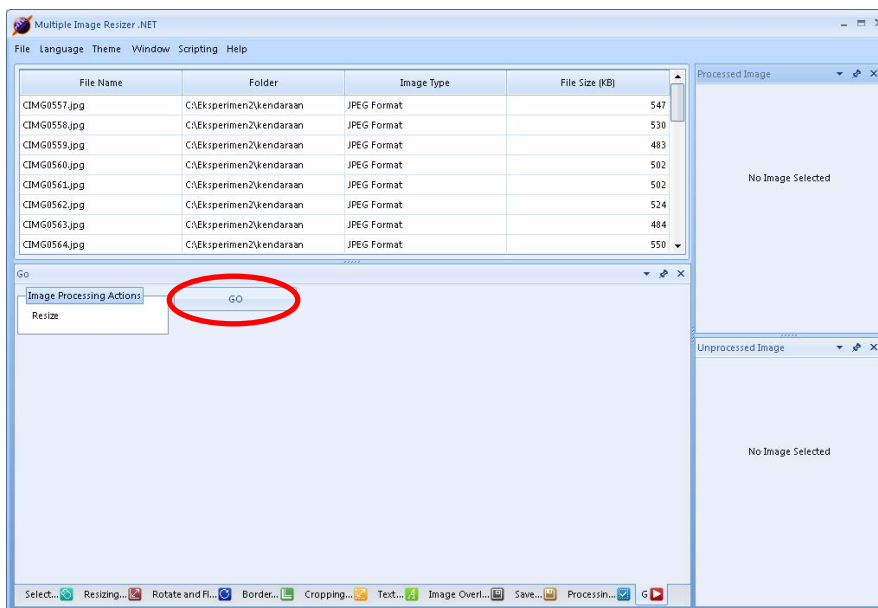 Multiple Image Resizer .NET
File Language Theme Window Scripting Help
File Name Folder Image Type File Size (KB)
CIMG0557.jpg C:\Eksperimen2\kendaraan JPEG Format 547
CIMG0558.jpg C:\Eksperimen2\kendaraan JPEG Format 530
CIMG0559.jpg C:\Eksperimen2\kendaraan JPEG Format 483
CIMG0560.jpg C:\Eksperimen2\kendaraan JPEG Format 502
CIMG0561.jpg C:\Eksperimen2\kendaraan JPEG Format 502
CIMG0562.jpg C:\Eksperimen2\kendaraan JPEG Format 524
CIMG0563.jpg C:\Eksperimen2\kendaraan JPEG Format 484
CIMG0564.jpg C:\Eksperimen2\kendaraan JPEG Format 550
Processed Image
No Image Selected
Go
Image Processing Actions
Resize
GO
Unprocessed Image
No Image Selected
Select... Resizing... Rotate and Fl... Border... Cropping... Text... Image Overl... Save... Processin... G